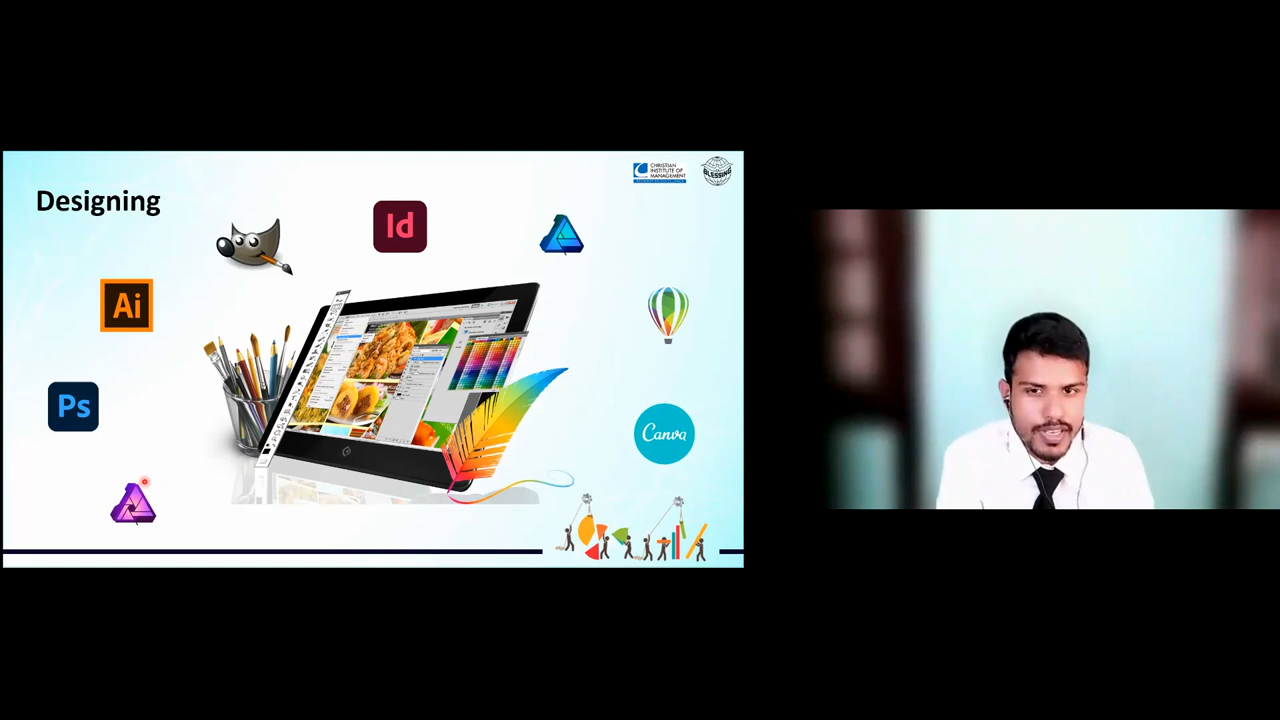 Designing
CHRISTIAN
INSTITUTE OF
MANAGEMENT
BLESSING
Id
Ai
Ps
Canva